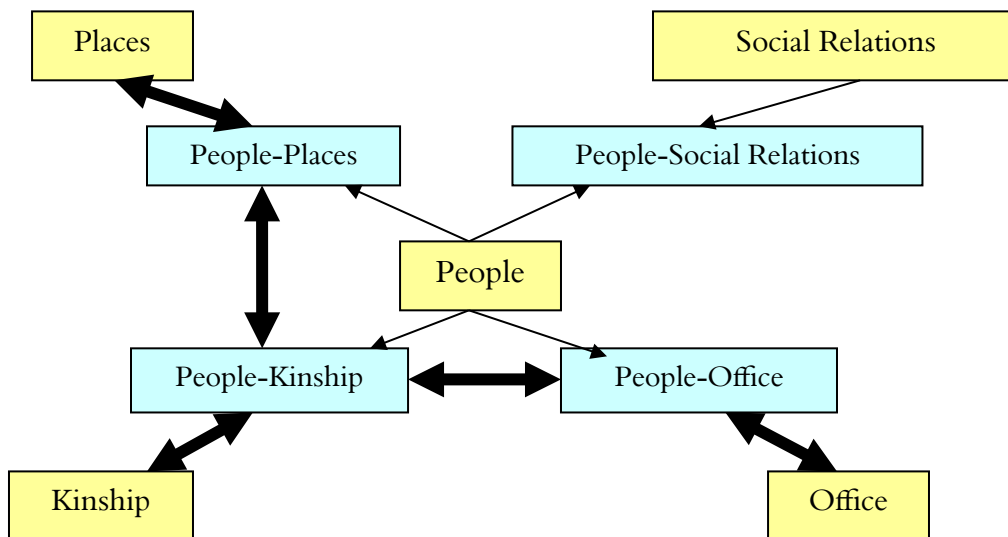 Places
Social Relations
People-Places
People-Social Relations
People
People-Kinship
People-Office
Kinship
Office